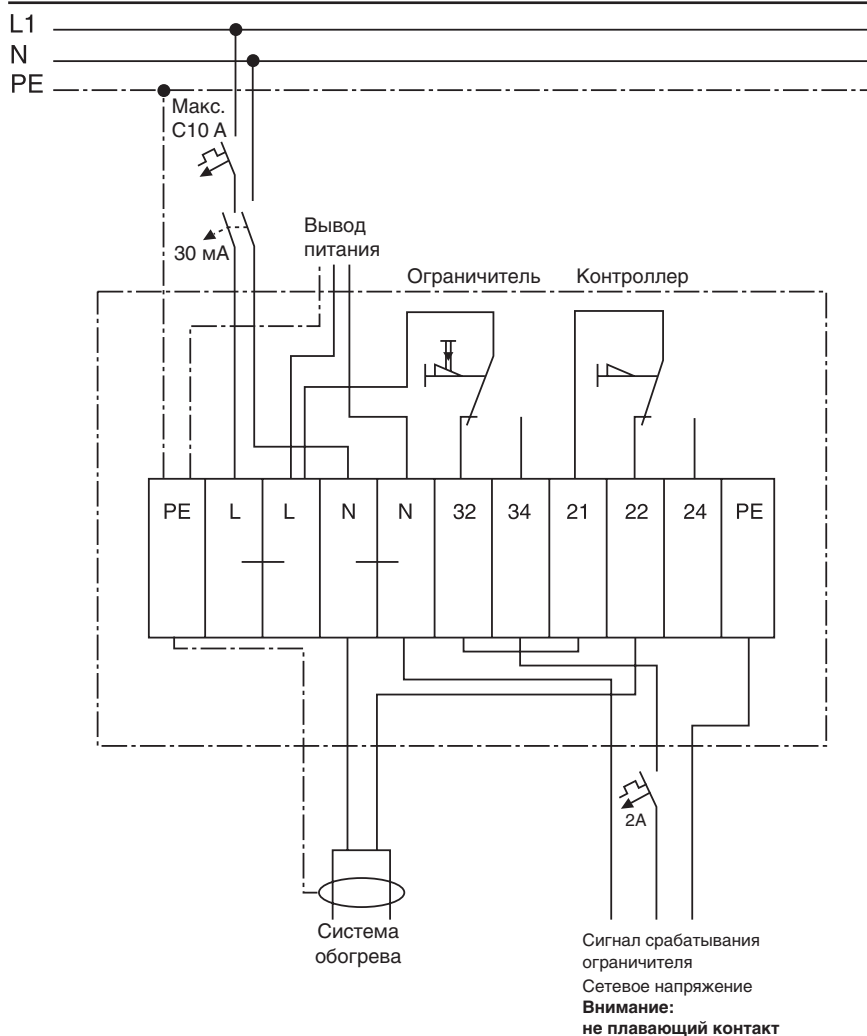 L1
N
PE
Макс.
C10 A
30 мА
Вывод
питания
Ограничитель
Контроллер
PE L L N N 32 34 21 22 24 PE
2A
Система
обогрева
Сигнал срабатывания
ограничителя
Сетевое напряжение
Внимание:
не плавающий контакт